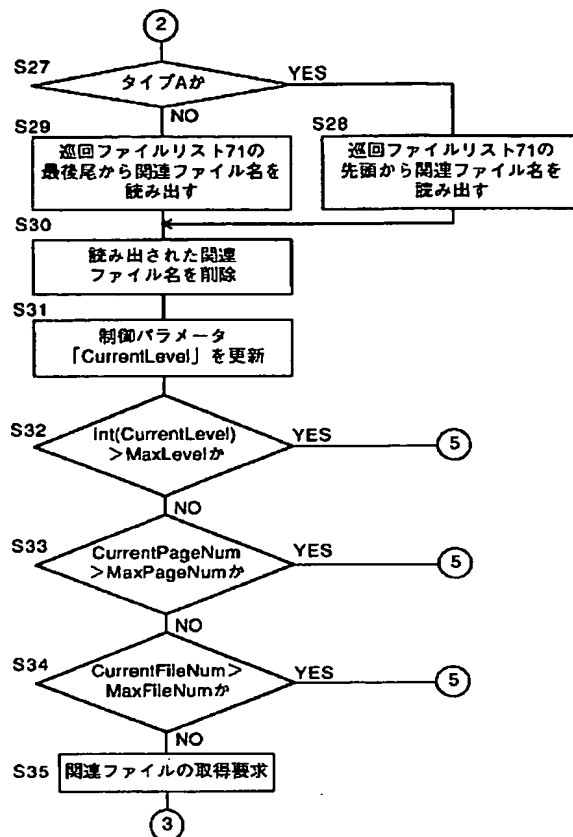 2
S27
タイプAか
YES
NO
S29
巡回ファイルリスト71の
最後尾から関連ファイル名を
読み出す
S28
巡回ファイルリスト71の
先頭から関連ファイル名を
読み出す
S30
読み出された関連
ファイル名を削除
S31
制御パラメータ
「CurrentLevel」を更新
S32
Int(CurrentLevel)
>MaxLevelか
YES
5
NO
S33
CurrentPageNum
>MaxPageNumか
YES
5
NO
S34
CurrentFileNum>
MaxFileNumか
YES
5
NO
S35
関連ファイルの取得要求
3